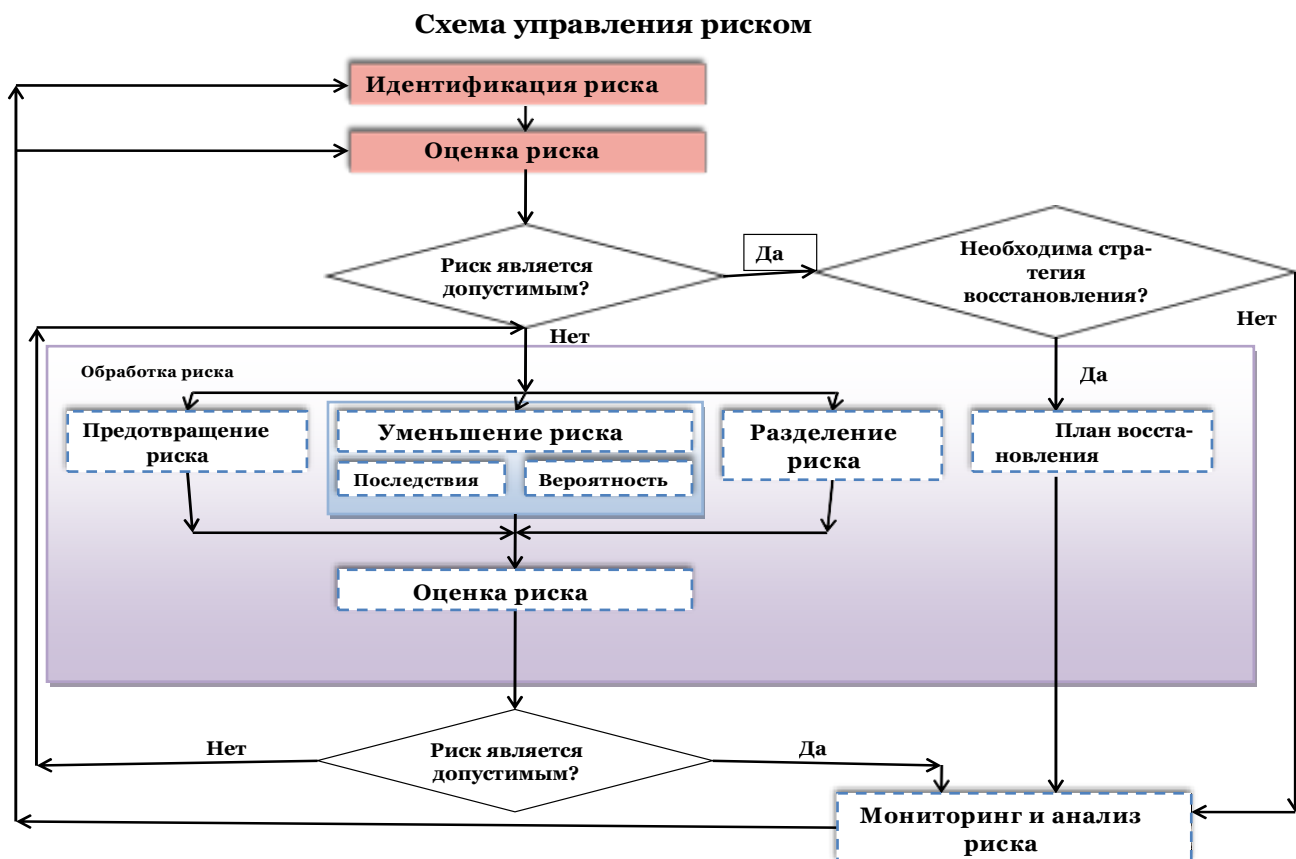 Схема управления риском
Идентификация риска
Оценка риска
Риск является
допустимым?
Да
Необходима стра-
тегия
восстановления?
Нет
Нет
Обработка риска
Да
Предотвращение
риска
Уменьшение риска
Последствия
Вероятность
Разделение
риска
План восста-
новления
Оценка риска
Нет
Риск является
допустимым?
Да
Мониторинг и анализ
риска